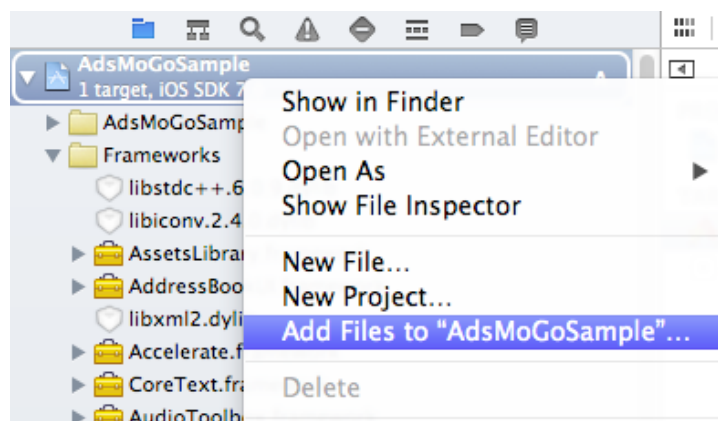 AdsMoGoSample
1 target, iOS SDK 7
AdsMoGoSamp
Frameworks
libstdc++.6
libiconv.2.4
AssetsLibra
AddressBoo
libxml2.dyli
Accelerate.f
CoreText.fra
AudioToolb
Show in Finder
Open with External Editor
Open As
Show File Inspector
New File...
New Project...
Add Files to “AdsMoGoSample”...
Delete